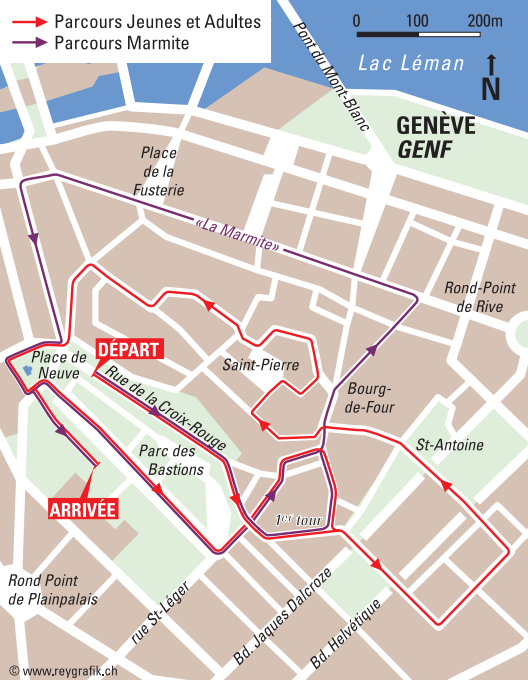 Parcours Jeunes et Adultes
Parcours Marmite
0 100 200m
Lac Léman
N
Pont du Mont-Blanc
GENÈVE
GENF
Place
de la
Fusterie
«La Marmite»
Rond-Point
de Rive
DÉPART
Place de
Neuve
Saint-Pierre
Rue de la Croix-Rouge
Bourg-
de-Four
St-Antoine
Parc des
Bastions
ARRIVÉE
1er tour
Rond Point
de Plainpalais
rue St-Léger
Bd. Jaques Dalcroze
Bd. Helvétique
© www.reygrafik.ch